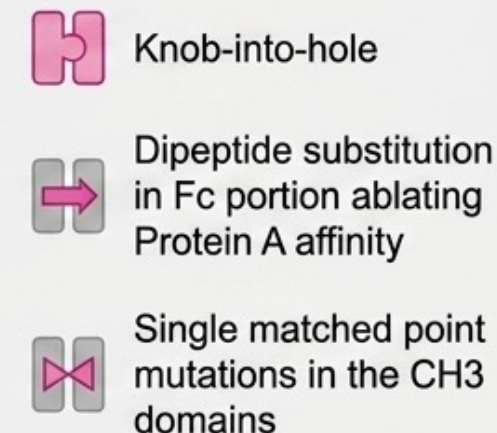 Knob-into-hole
Dipeptide substitution
in Fc portion ablating
Protein A affinity
Single matched point
mutations in the CH3
domains